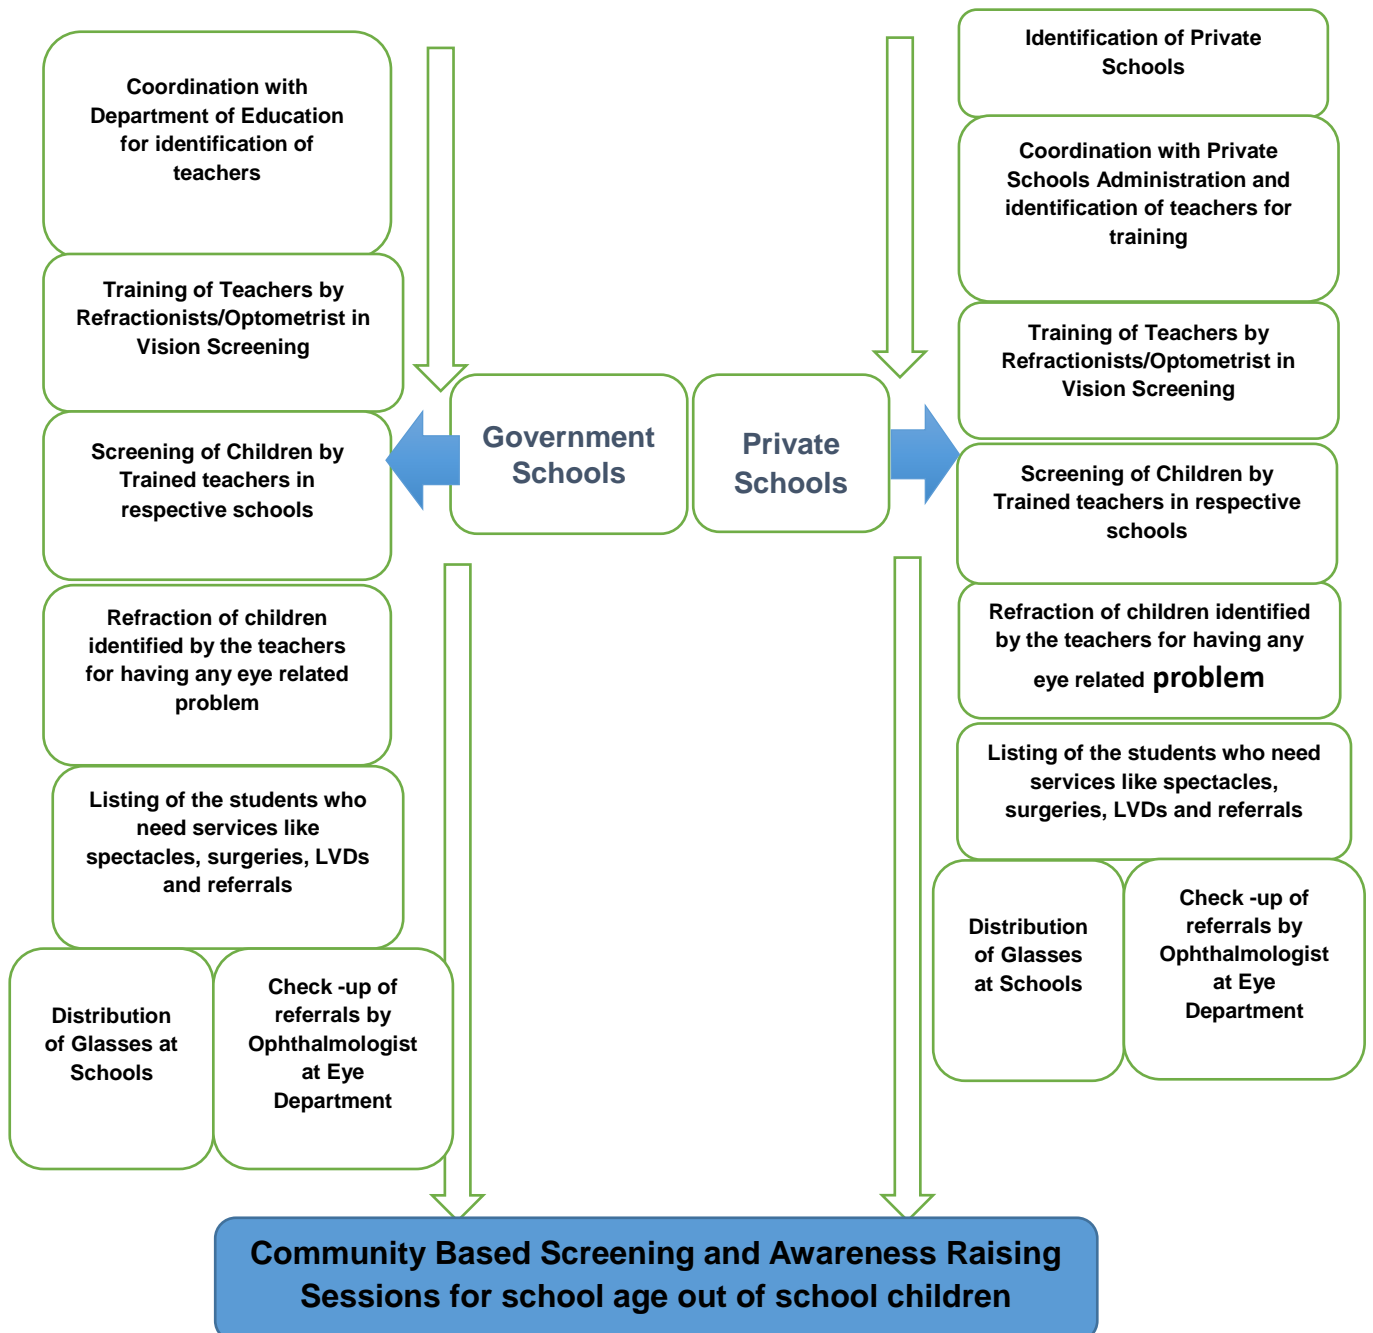 Coordination with
Department of Education
for identification of
teachers
Training of Teachers by
Refractionists/Optometrist in
Vision Screening
Screening of Children by
Trained teachers in
respective schools
Refraction of children
identified by the teachers
for having any eye related
problem
Listing of the students who
need services like
spectacles, surgeries, LVDs
and referrals
Distribution
of Glasses at
Schools
Check -up of
referrals by
Ophthalmologist
at Eye
Department
Government
Schools
Private
Schools
Identification of Private
Schools
Coordination with Private
Schools Administration and
identification of teachers for
training
Training of Teachers by
Refractionists/Optometrist in
Vision Screening
Screening of Children by
Trained teachers in respective
schools
Refraction of children identified
by the teachers for having any
eye related problem
Listing of the students who need
services like spectacles,
surgeries, LVDs and referrals
Distribution
of Glasses
at Schools
Check -up of
referrals by
Ophthalmologist
at Eye
Department
Community Based Screening and Awareness Raising
Sessions for school age out of school children